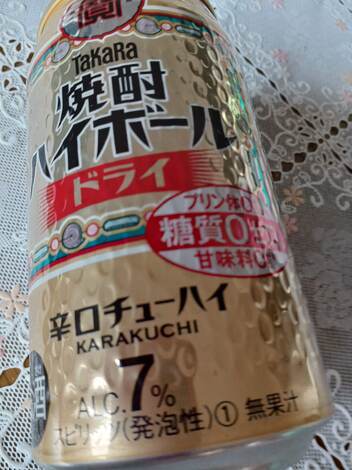 寶
TaKaRa
焼酎
ハイボール
ドライ
プリン体0
糖質0
甘味料0
辛口チューハイ
KARAKUCHI
ALC.7%
スピリッツ(発泡性)① 無果汁